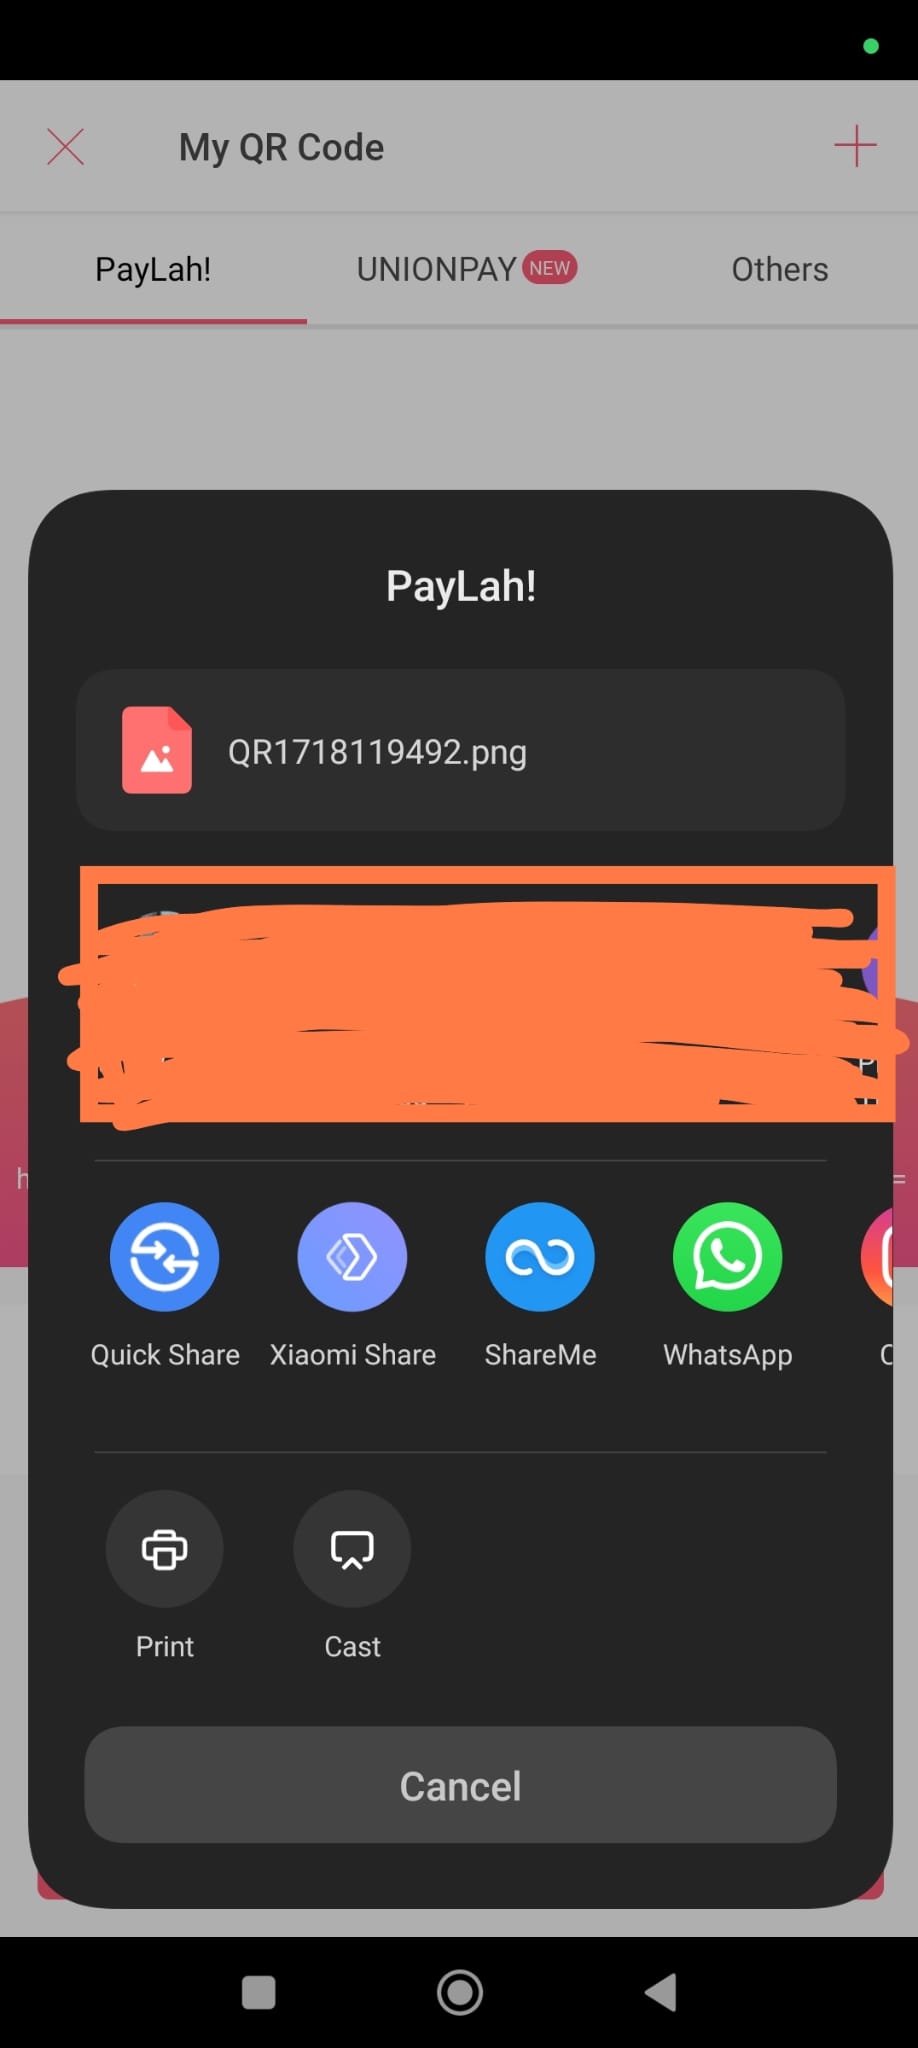 My QR Code
PayLah!
UNIONPAY NEW
Others
PayLah!
QR1718119492.png
Quick Share
Xiaomi Share
ShareMe
WhatsApp
Print
Cast
Cancel